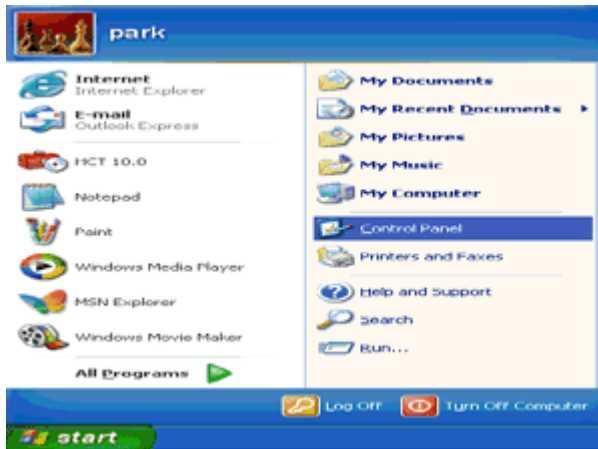 park
Internet
Internet Explorer
E-mail
Outlook Express
HCT 10.0
Notepad
Paint
Windows Media Player
MSN Explorer
Windows Movie Maker
All Programs
My Documents
My Recent Documents
My Pictures
My Music
My Computer
Control Panel
Printers and Faxes
Help and Support
Search
Run...
Log Off
Turn Off Computer
start